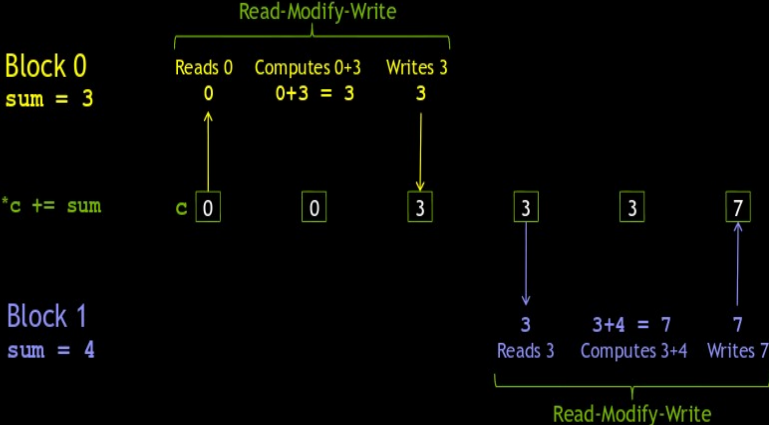 Read-Modify-Write
Block 0
sum = 3
Reads 0 Computes 0+3 Writes 3
0 0+3 = 3 3
*c += sum c 0 0 3 3 3 7
Block 1
sum = 4
3 3+4 = 7 7
Reads 3 Computes 3+4 Writes 7
Read-Modify-Write